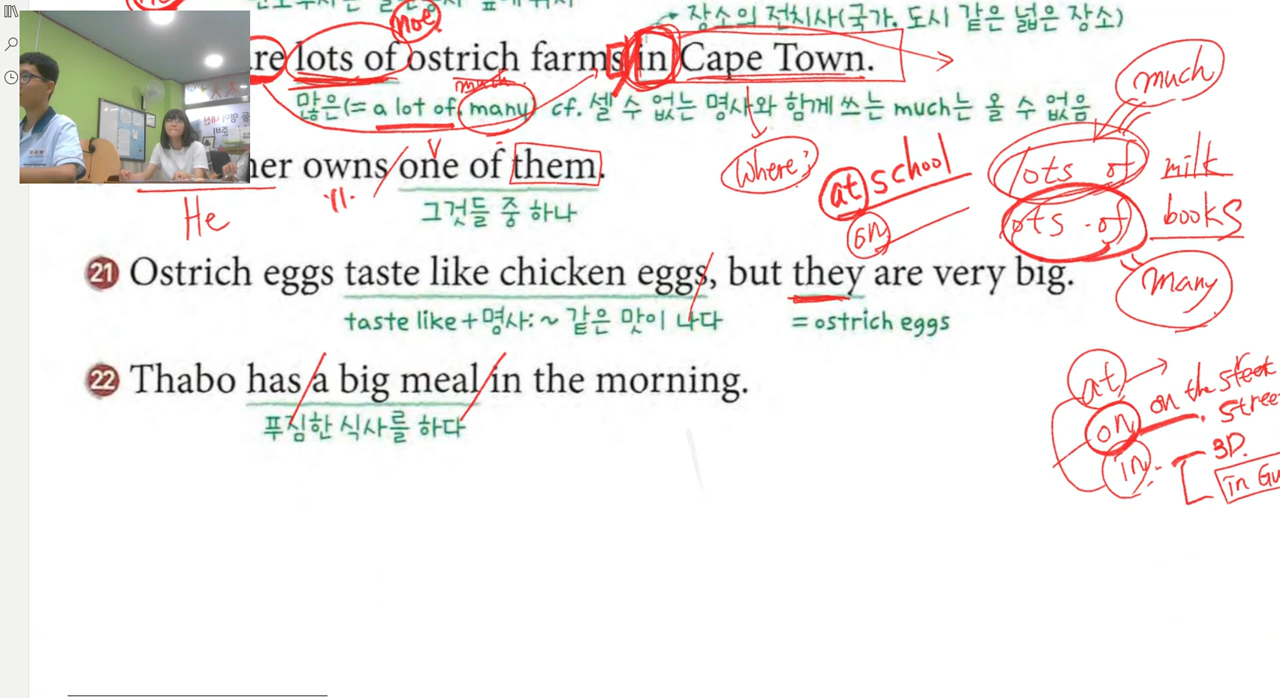 장소의 전치사(국가. 도시 같은 넓은 장소)
re lots of ostrich farms in Cape Town.
much
many
많은(= a lot of, many) cf. 셀 수 없는 명사와 함께 쓰는 much는 올 수 없음
much
lots of milk
Where
at school
on
er owns one of them.
He
그것들 중 하나
lots of books
many
21 Ostrich eggs taste like chicken eggs, but they are very big.
taste like + 명사: ~ 같은 맛이 나다
= ostrich eggs
22 Thabo has a big meal in the morning.
푸짐한 식사를 하다
at
on on the
in
3D.